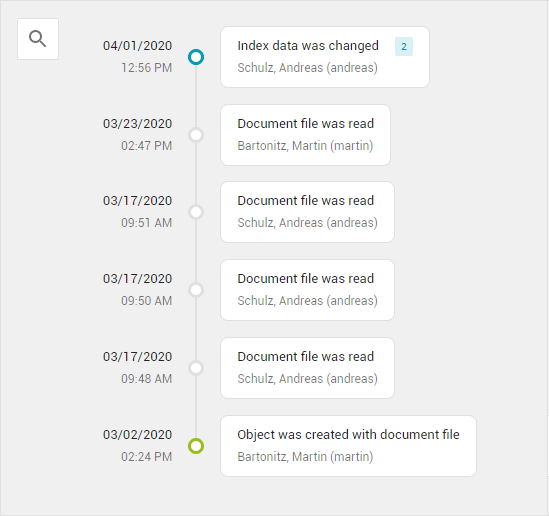 04/01/2020
12:56 PM
Index data was changed 2
Schulz, Andreas (andreas)
03/23/2020
02:47 PM
Document file was read
Bartonitz, Martin (martin)
03/17/2020
09:51 AM
Document file was read
Schulz, Andreas (andreas)
03/17/2020
09:50 AM
Document file was read
Schulz, Andreas (andreas)
03/17/2020
09:48 AM
Document file was read
Schulz, Andreas (andreas)
03/02/2020
02:24 PM
Object was created with document file
Bartonitz, Martin (martin)